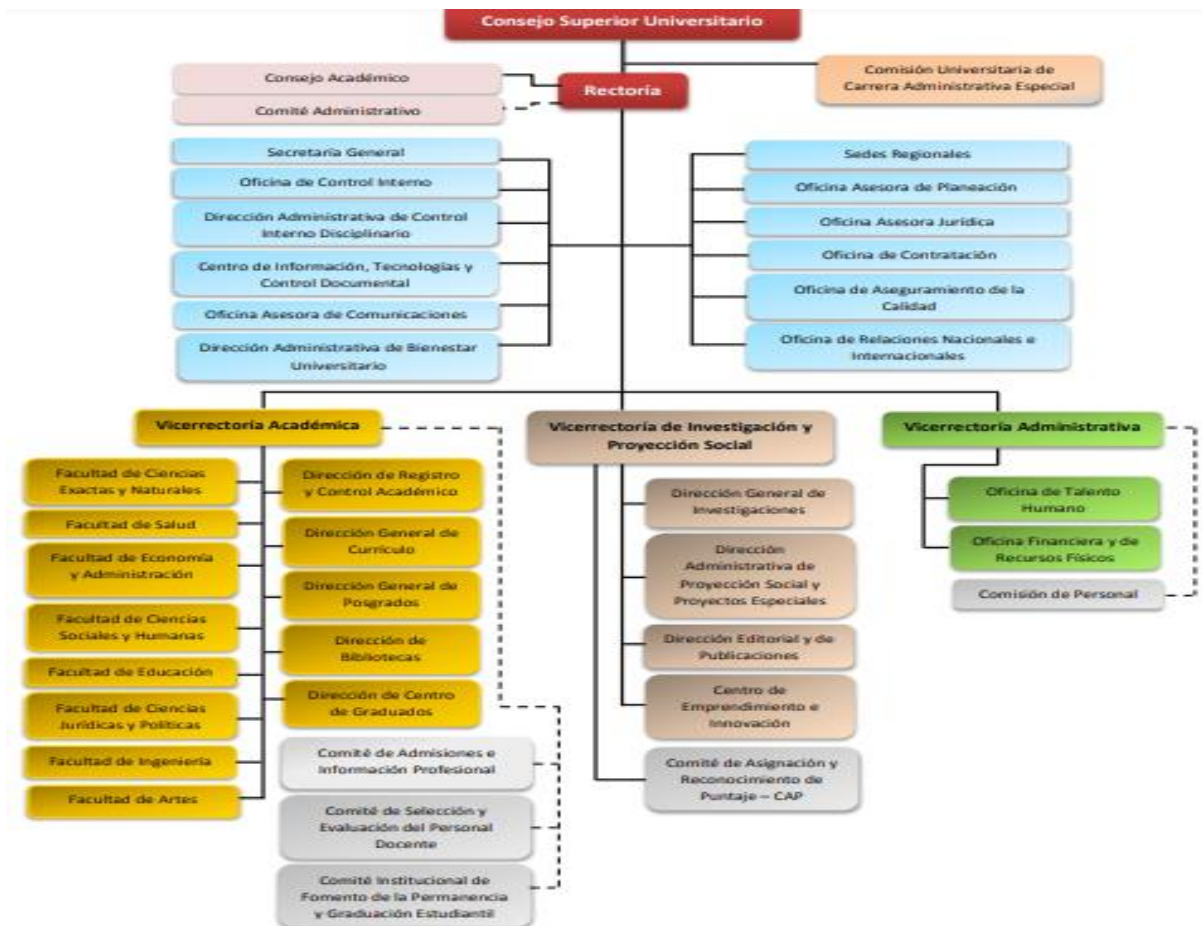 Consejo Superior Universitario
Consejo Académico
Comité Administrativo
Rectoría
Comisión Universitaria de
Carrera Administrativa Especial
Secretaría General
Oficina de Control Interno
Dirección Administrativa de Control
Interno Disciplinario
Centro de Información, Tecnologías y
Control Documental
Oficina Asesora de Comunicaciones
Dirección Administrativa de Bienestar
Universitario
Sedes Regionales
Oficina Asesora de Planeación
Oficina Asesora Jurídica
Oficina de Contratación
Oficina de Aseguramiento de la
Calidad
Oficina de Relaciones Nacionales e
Internacionales
Vicerrectoría Académica
Facultad de Ciencias
Exactas y Naturales
Facultad de Salud
Facultad de Economía
y Administración
Facultad de Ciencias
Sociales y Humanas
Facultad de Educación
Facultad de Ciencias
Jurídicas y Políticas
Facultad de Ingeniería
Facultad de Artes
Dirección de Registro
y Control Académico
Dirección General de
Currículo
Dirección General de
Posgrados
Dirección de
Bibliotecas
Dirección de Centro
de Graduados
Comité de Admisiones e
Información Profesional
Comité de Selección y
Evaluación del Personal
Docente
Comité Institucional de
Fomento de la Permanencia
y Graduación Estudiantil
Vicerrectoría de Investigación y
Proyección Social
Dirección General de
Investigaciones
Dirección
Administrativa de
Proyección Social y
Proyectos Especiales
Dirección Editorial y de
Publicaciones
Centro de
Emprendimiento e
Innovación
Comité de Asignación y
Reconocimiento de
Puntaje – CAP
Vicerrectoría Administrativa
Oficina de Talento
Humano
Oficina Financiera y de
Recursos Físicos
Comisión de Personal